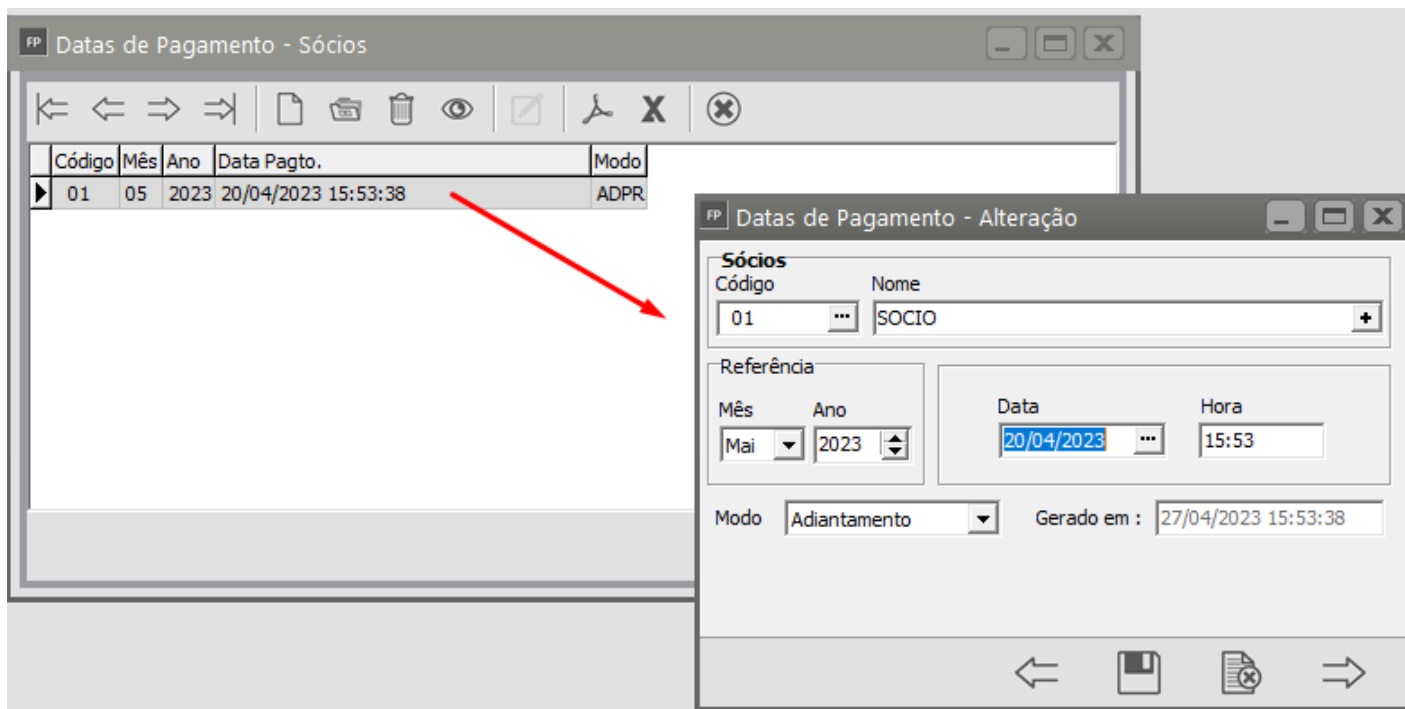 FP Datas de Pagamento - Sócios
X
Código Mês Ano Data Pagto. Modo
01 05 2023 20/04/2023 15:53:38 ADPR
FP Datas de Pagamento - Alteração
Sócios
Código Nome
01 ... SOCIO +
Referência
Mês Ano Data Hora
Mai 2023 20/04/2023 ... 15:53
Modo Adiantamento Gerado em : 27/04/2023 15:53:38